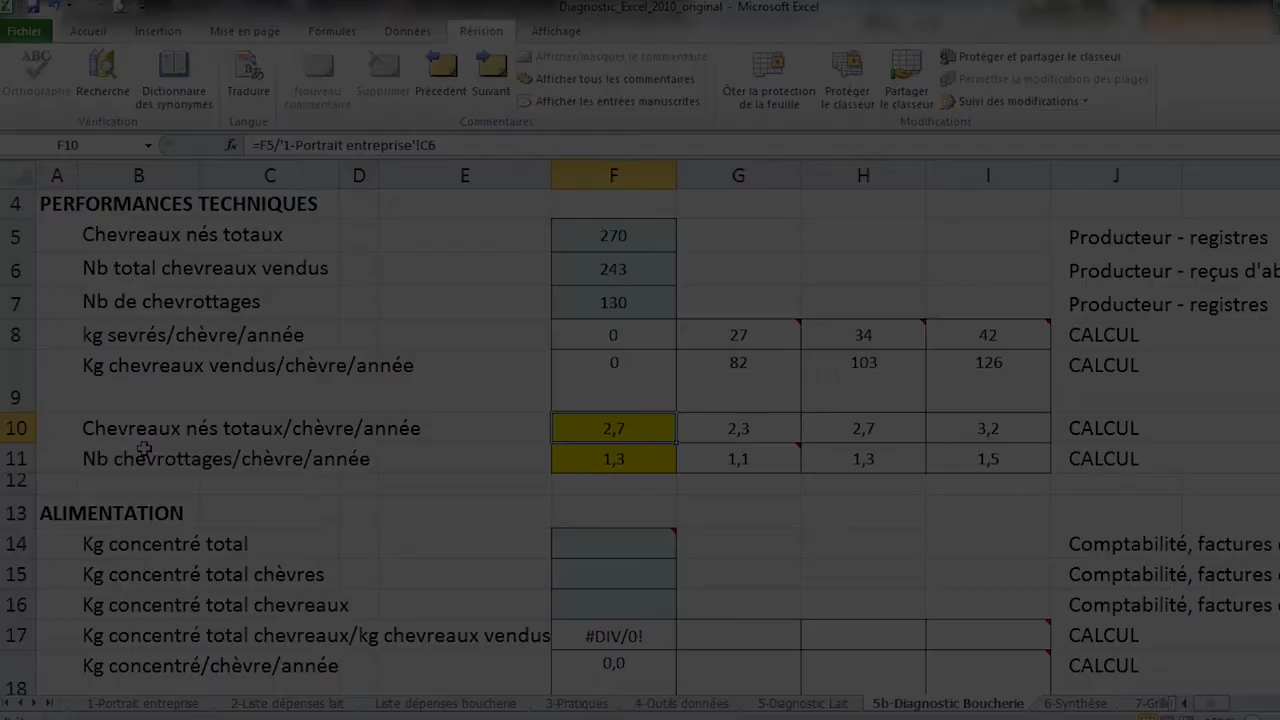 Diagnostic_Excel_2010_original - Microsoft Excel
Fichier Accueil Insertion Mise en page Formules Données Révision Affichage
ABC
Orthographe Recherche Dictionnaire des synonymes Traduire Nouveau commentaire Supprimer Précédent Suivant
Afficher/masquer le commentaire
Afficher tous les commentaires
Afficher les entrées manuscrites
Ôter la protection de la feuille Protéger le classeur Partager le classeur
Protéger et partager le classeur
Permettre la modification des plages
Suivi des modifications
Vérification Langue Commentaires Modifications
F10 fx =F5/'1-Portrait entreprise'!C6
A B C D E F G H I J
4 PERFORMANCES TECHNIQUES
5 Chevreaux nés totaux 270 Producteur - registres
6 Nb total chevreaux vendus 243 Producteur - reçus d'ab
7 Nb de chevrottages 130 Producteur - registres
8 kg sevrés/chèvre/année 0 27 34 42 CALCUL
9 Kg chevreaux vendus/chèvre/année 0 82 103 126 CALCUL
10 Chevreaux nés totaux/chèvre/année 2,7 2,3 2,7 3,2 CALCUL
11 Nb chevrottages/chèvre/année 1,3 1,1 1,3 1,5 CALCUL
12
13 ALIMENTATION
14 Kg concentré total Comptabilité, factures
15 Kg concentré total chèvres Comptabilité, factures
16 Kg concentré total chevreaux Comptabilité, factures
17 Kg concentré total chevreaux/kg chevreaux vendus #DIV/0! CALCUL
18 Kg concentré/chèvre/année 0,0 CALCUL
1-Portrait entreprise 2-Liste dépenses lait Liste dépenses boucherie 3-Pratiques 4-Outils données 5-Diagnostic Lait 5b-Diagnostic Boucherie 6-Synthèse 7-Grill